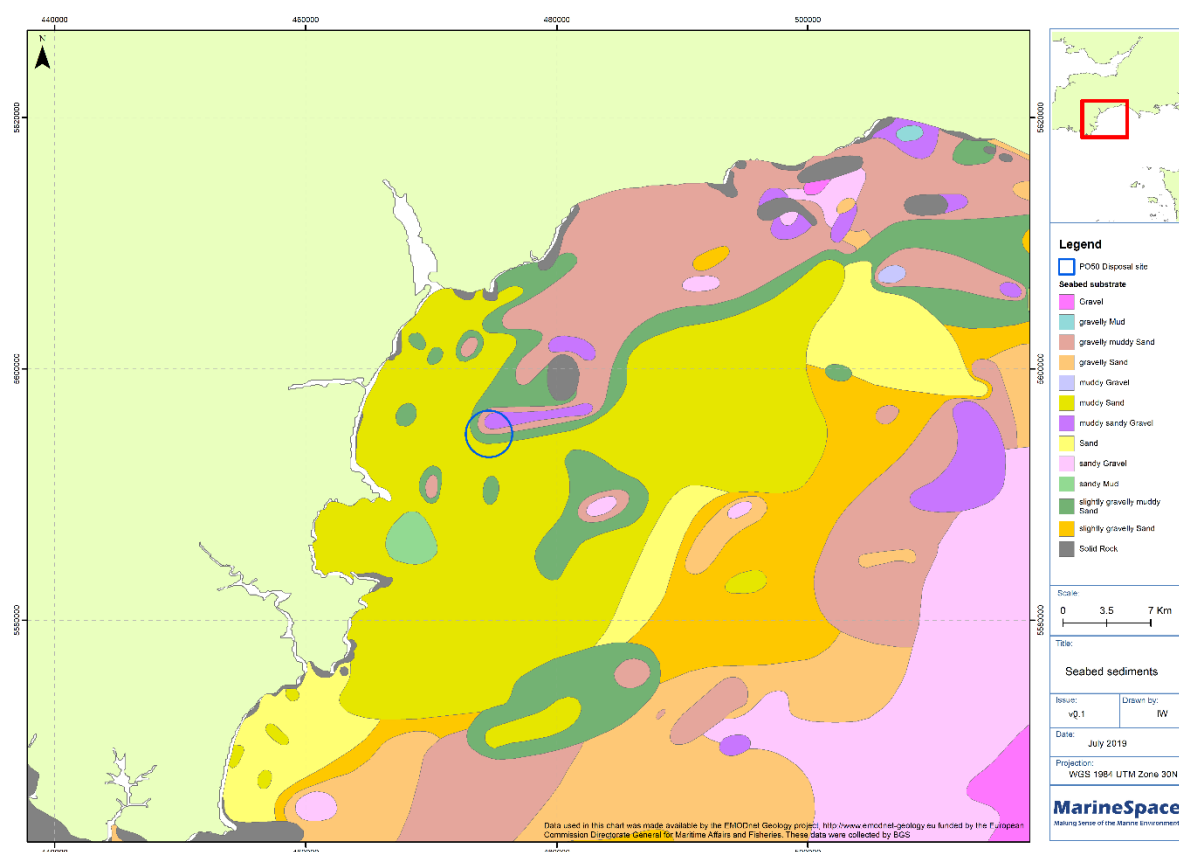 440000 460000 480000 500000
N
5620000 5620000
5600000
5580000 5580000
Legend
PO50 Disposal site
Seabed substrate
Gravel
gravelly Mud
gravelly muddy Sand
gravelly Sand
muddy Gravel
muddy Sand
muddy sandy Gravel
Sand
sandy Gravel
sandy Mud
slightly gravelly muddy
Sand
slightly gravelly Sand
Solid Rock
Scale:
0 3.5 7 Km
Title:
Seabed sediments
Issue: Drawn by:
v0.1 IW
Date:
July 2019
Projection:
WGS 1984 UTM Zone 30N
MarineSpace
Making Sense of the Marine Environment
Data used in this chart was made available by the EMODnet Geology project, http://www.emodnet-geology.eu funded by the European
Commission Directorate General for Maritime Affairs and Fisheries. These data were collected by BGS